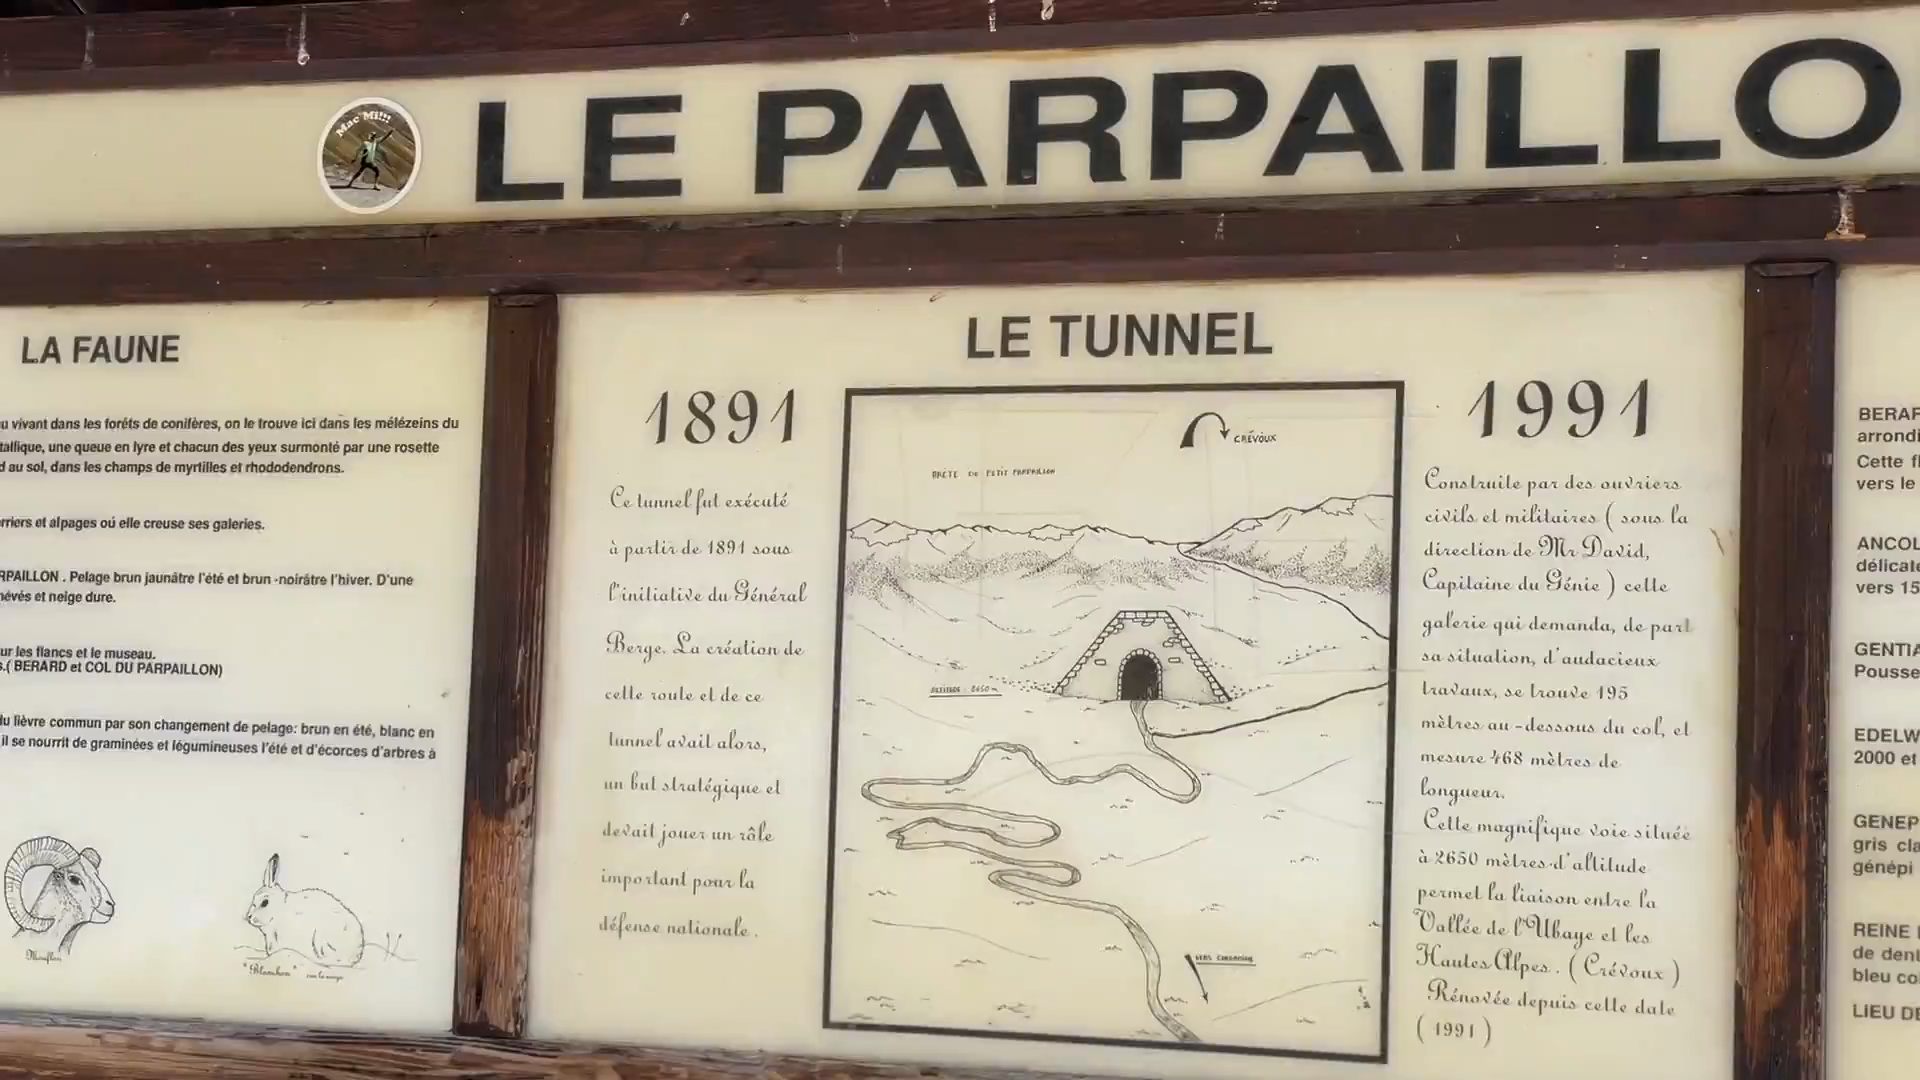 Mac Mi!!!
LE PARPAILLO
LA FAUNE
u vivant dans les forêts de conifères, on le trouve ici dans les mélézeins du
tallique, une queue en lyre et chacun des yeux surmonté par une rosette
d au sol, dans les champs de myrtilles et rhododendrons.
rriers et alpages oú elle creuse ses galeries.
RPAILLON . Pelage brun jaunâtre l'été et brun -noirâtre l'hiver. D'une
névés et neige dure.
ur les flancs et le museau.
s.( BERARD et COL DU PARPAILLON)
du lièvre commun par son changement de pelage: brun en été, blanc en
il se nourrit de graminées et légumineuses l'été et d'écorces d'arbres à
Mouflon
"Blanchon"
LE TUNNEL
1891
Ce tunnel fut exécuté
à partir de 1891 sous
l'initiative du Général
Berge. La création de
cette route et de ce
tunnel avait alors,
un but stratégique et
devait jouer un rôle
important pour la
défense nationale.
CRÉVOUX
CRÊTE DU PETIT PARPAILLON
ALTITUDE 2650 m
VERS
1991
Construite par des ouvriers
civils et militaires ( sous la
direction de Mr David,
Capitaine du Génie ) cette
galerie qui demanda, de part
sa situation, d'audacieux
travaux, se trouve 195
mètres au-dessous du col, et
mesure 468 mètres de
longueur.
Cette magnifique voie située
à 2650 mètres d'altitude
permet la liaison entre la
Vallée de l'Ubaye et les
Hautes Alpes. ( Crévoux )
Rénovée depuis cette date
( 1991 )
BERAR
arrondi
Cette fl
vers le
ANCOL
délicate
vers 15
GENTIA
Pousse
EDELW
2000 et
GENEP
gris cla
génépi
REINE
de dent
bleu co
LIEU DE